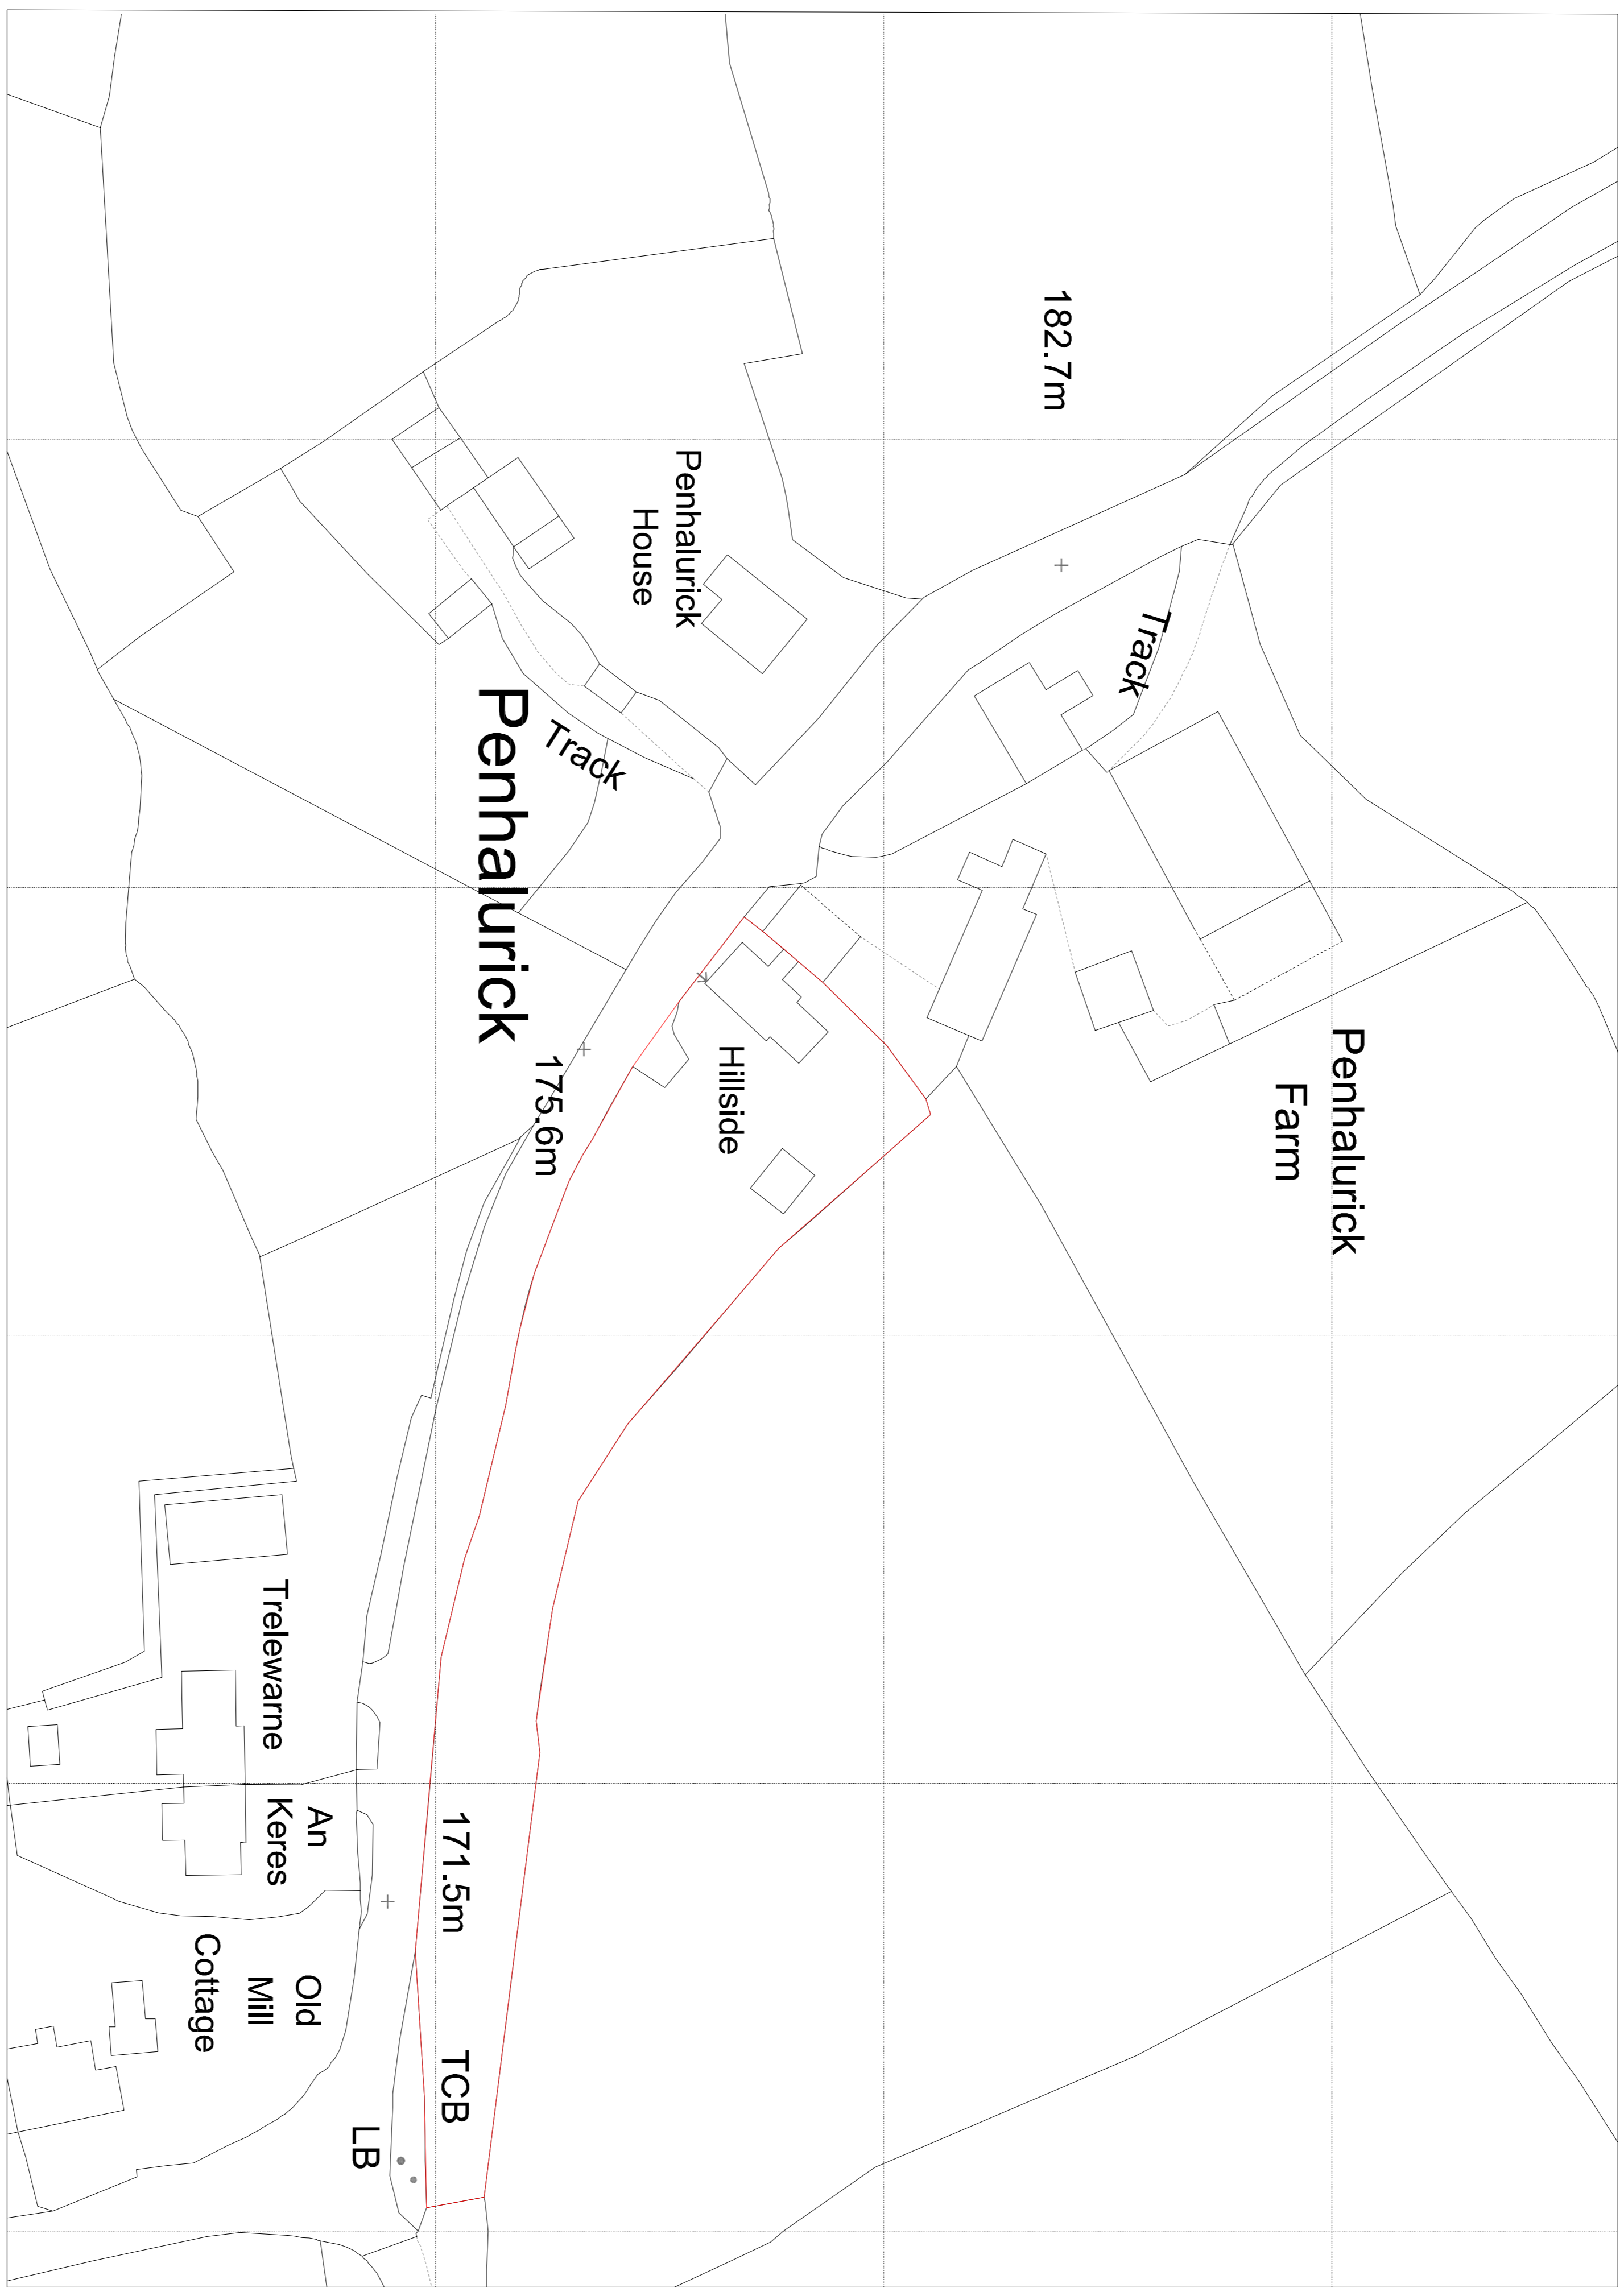 Penhalurick
Farm
182.7m
Track
Penhalurick
House
Hillside
Track
Penhalurick
175.6m
171.5m
TCB
LB
Trelewarne
An
Keres
Old
Mill
Cottage